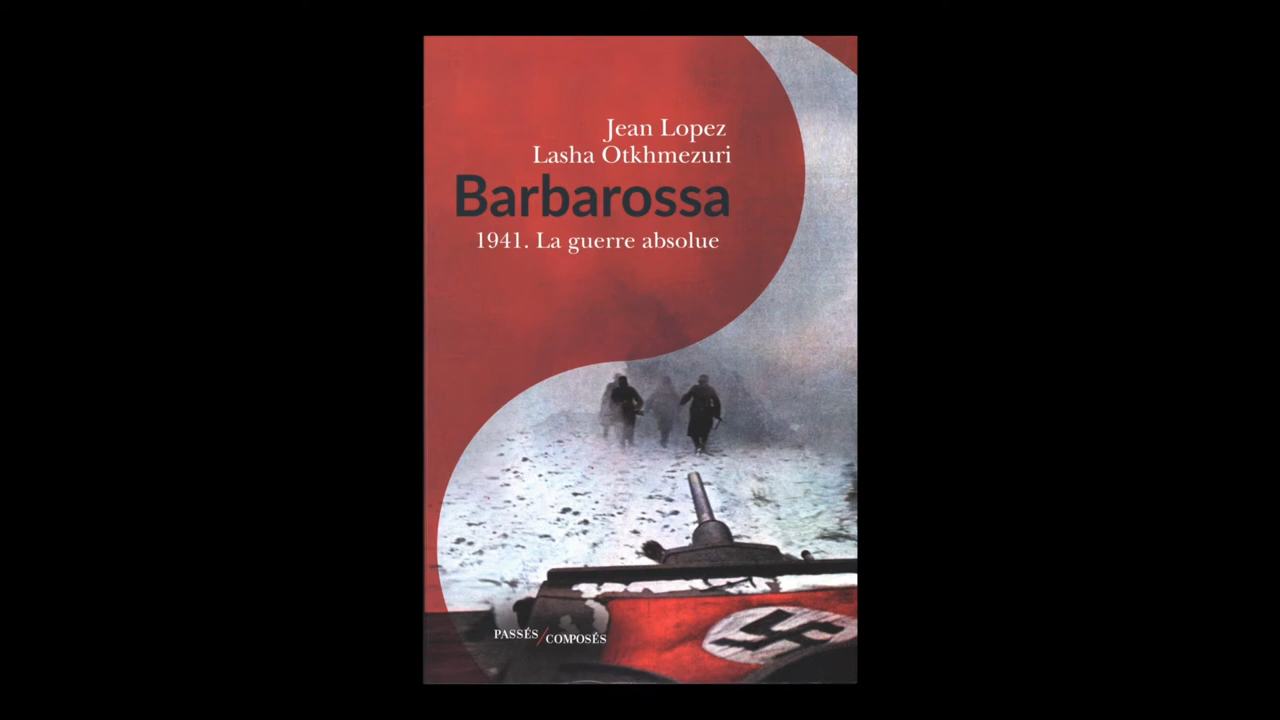 Jean Lopez
Lasha Otkhmezuri
Barbarossa
1941. La guerre absolue
PASSÉS/COMPOSÉS